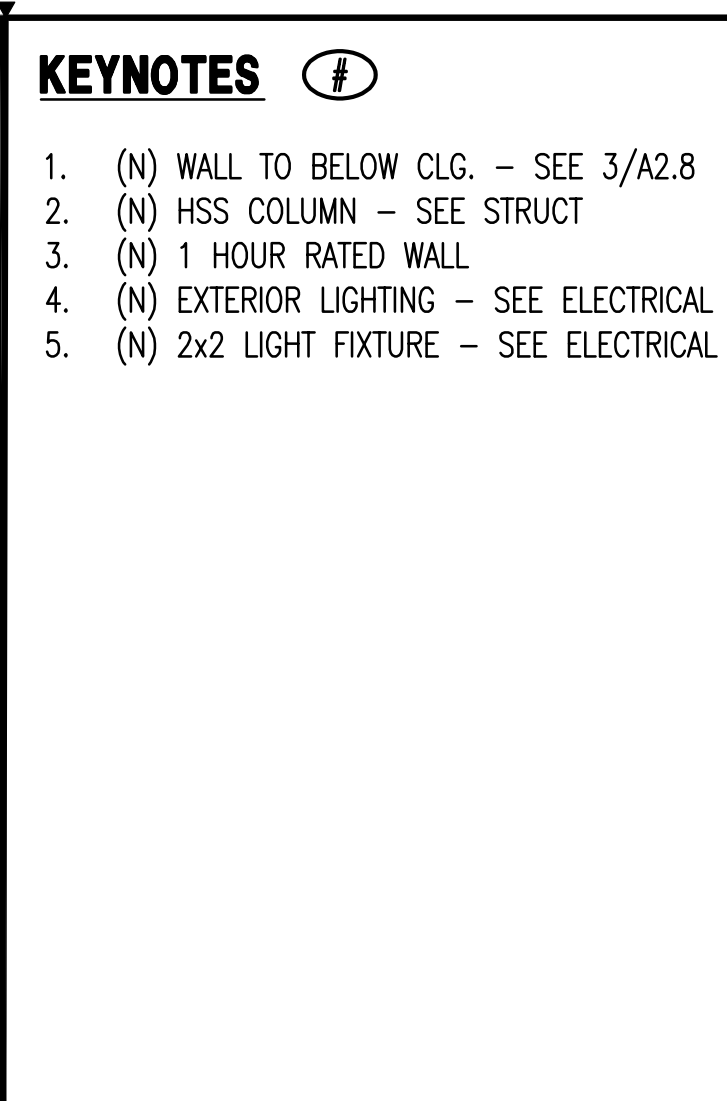 KEYNOTES #
1. (N) WALL TO BELOW CLG. – SEE 3/A2.8
2. (N) HSS COLUMN – SEE STRUCT
3. (N) 1 HOUR RATED WALL
4. (N) EXTERIOR LIGHTING – SEE ELECTRICAL
5. (N) 2x2 LIGHT FIXTURE – SEE ELECTRICAL